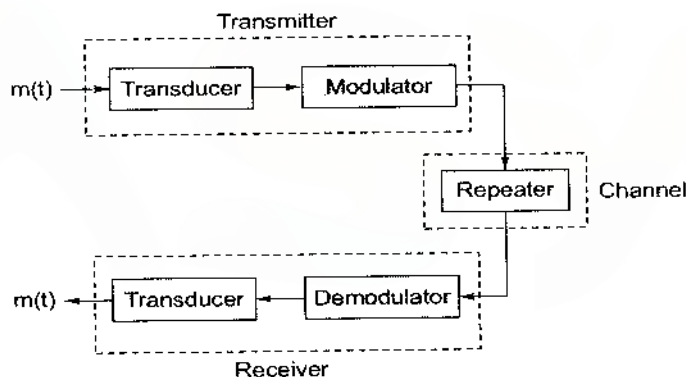 Transmitter
m(t)
Transducer
Modulator
Repeater
Channel
m(t)
Transducer
Demodulator
Receiver